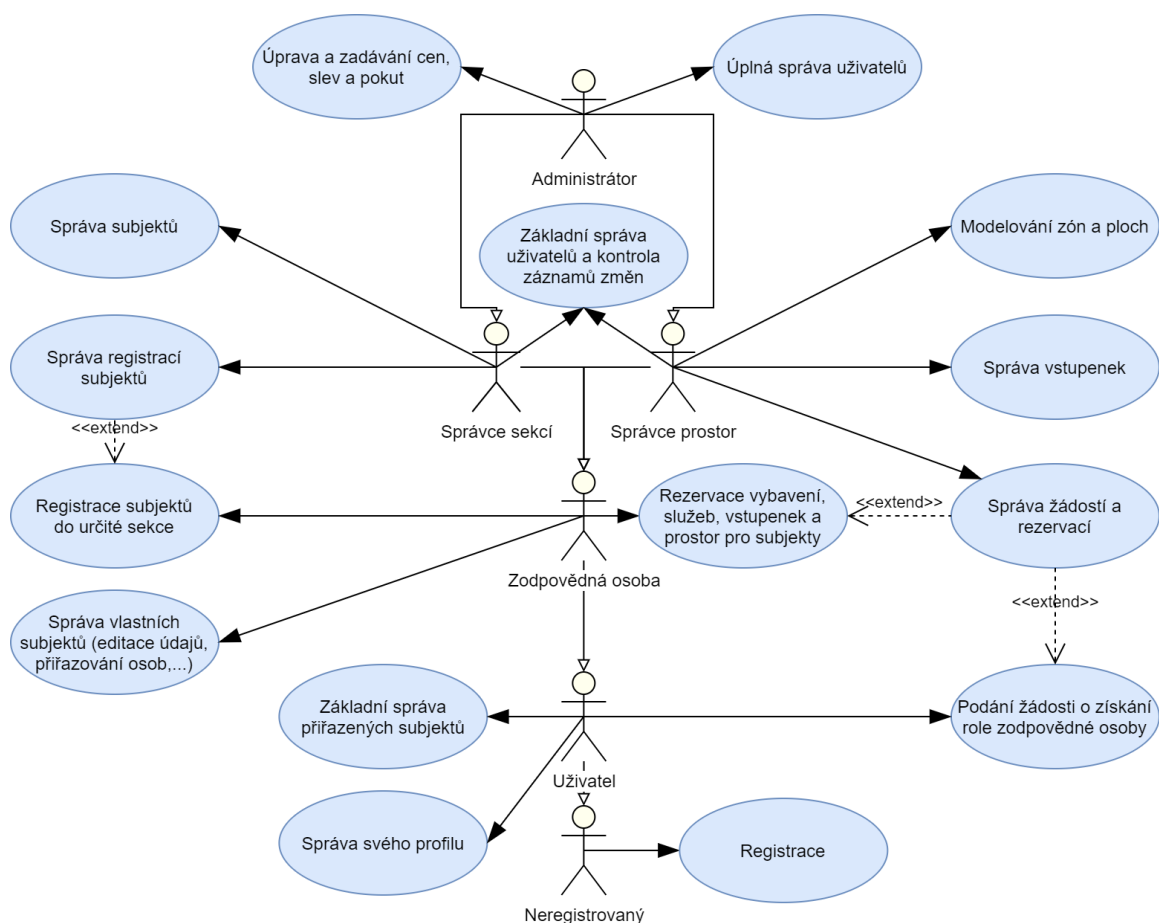 Úprava a zadávání cen,
slev a pokut
Úplná správa uživatelů
Administrátor
Správa subjektů
Základní správa
uživatelů a kontrola
záznamů změn
Modelování zón a ploch
Správa registrací
subjektů
Správa vstupenek
<<extend>>
Správce sekcí
Správce prostor
Registrace subjektů
do určité sekce
Rezervace vybavení,
služeb, vstupenek a
prostor pro subjekty
<<extend>>
Správa žádostí a
rezervací
Zodpovědná osoba
<<extend>>
Správa vlastních
subjektů (editace údajů,
přiřazování osob,...)
Základní správa
přiřazených subjektů
Podání žádosti o získání
role zodpovědné osoby
Uživatel
Správa svého profilu
Registrace
Neregistrovaný